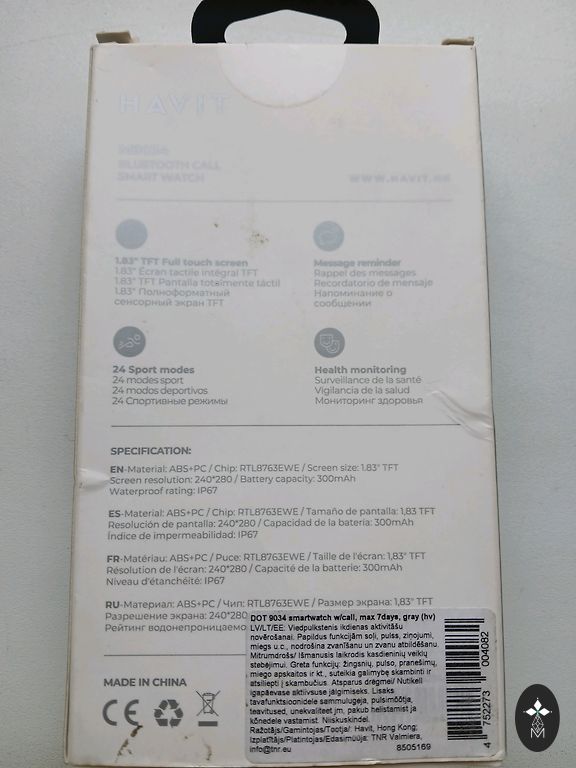 HAVIT
M9034
BLUETOOTH CALL
SMART WATCH
WWW.HAVIT.HK
1.83" TFT Full touch screen
1.83" Écran tactile intégral TFT
1.83" TFT Pantalla totalmente táctil
1.83" Полноформатный
сенсорный экран TFT
Message reminder
Rappel des messages
Recordatorio de mensaje
Напоминание о
сообщении
24 Sport modes
24 modes sport
24 modos deportivos
24 Спортивные режимы
Health monitoring
Surveillance de la santé
Vigilancia de la salud
Мониторинг здоровья
SPECIFICATION:
EN-Material: ABS+PC / Chip: RTL8763EWE / Screen size: 1.83" TFT
Screen resolution: 240*280 / Battery capacity: 300mAh
Waterproof rating: IP67
ES-Material: ABS+PC / Chip: RTL8763EWE / Tamaño de pantalla: 1,83 TFT
Resolución de pantalla: 240*280 / Capacidad de la batería: 300mAh
Índice de impermeabilidad: IP67
FR-Matériau: ABS+PC / Puce: RTL8763EWE / Taille de l'écran: 1,83" TFT
Résolution de l'écran: 240*280 / Capacité de la batterie: 300mAh
Niveau d'étanchéité: IP67
RU-Материал: ABS+PC / Чип: RTL8763EWE / Размер экрана: 1,83" TFT
Разрешение экрана: 240*280
Рейтинг водонепроницаемо
MADE IN CHINA
CE
DOT 9034 smartwatch w/call, max 7days, gray (hv)
LV/LT/EE: Viedpulkstenis ikdienas aktivitāšu
novērošanai. Papildus funkcijām soļi, pulss, ziņojumi,
miegs u.c., nodrošina zvanīšanu un zvanu atbildēšanu.
Mitrumdrošs/ Išmanusis laikrodis kasdieninių veiklų
stebėjimui. Greta funkcijų: žingsnių, pulso, pranešimų,
miego apskaitos ir kt., suteikia galimybę skambinti ir
atsiliepti į skambučius. Atsparus drėgmei/ Nutikell
igapäevase aktiivsuse jälgimiseks. Lisaks
tavafunktsioonidele sammulugeja, pulsimõõtja,
teavitused, unekvaliteet jm, pakub helistamist ja
kõnedele vastamist. Niiskuskindel.
Ražotājs/Gamintojas/Tootja/ Havit, Hong Kong;
Izplatītājs/Platintojas/Edasimüüja: TNR Valmiera,
info@tnr.eu
8505169
4 752273 004082
M